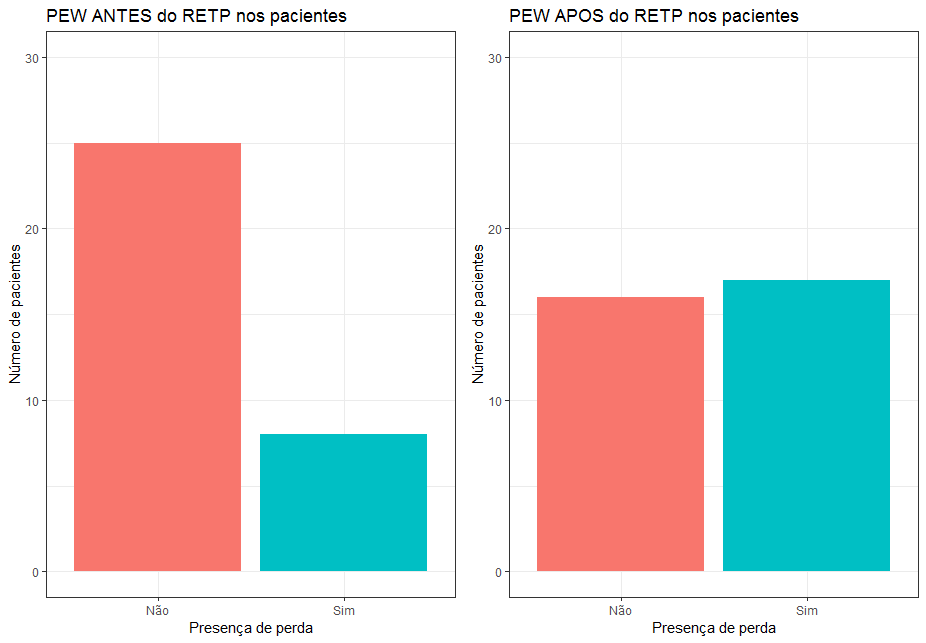 PEW ANTES do RETP nos pacientes
30
20
10
0
Número de pacientes
Não
Sim
Presença de perda
PEW APOS do RETP nos pacientes
30
20
10
0
Número de pacientes
Não
Sim
Presença de perda